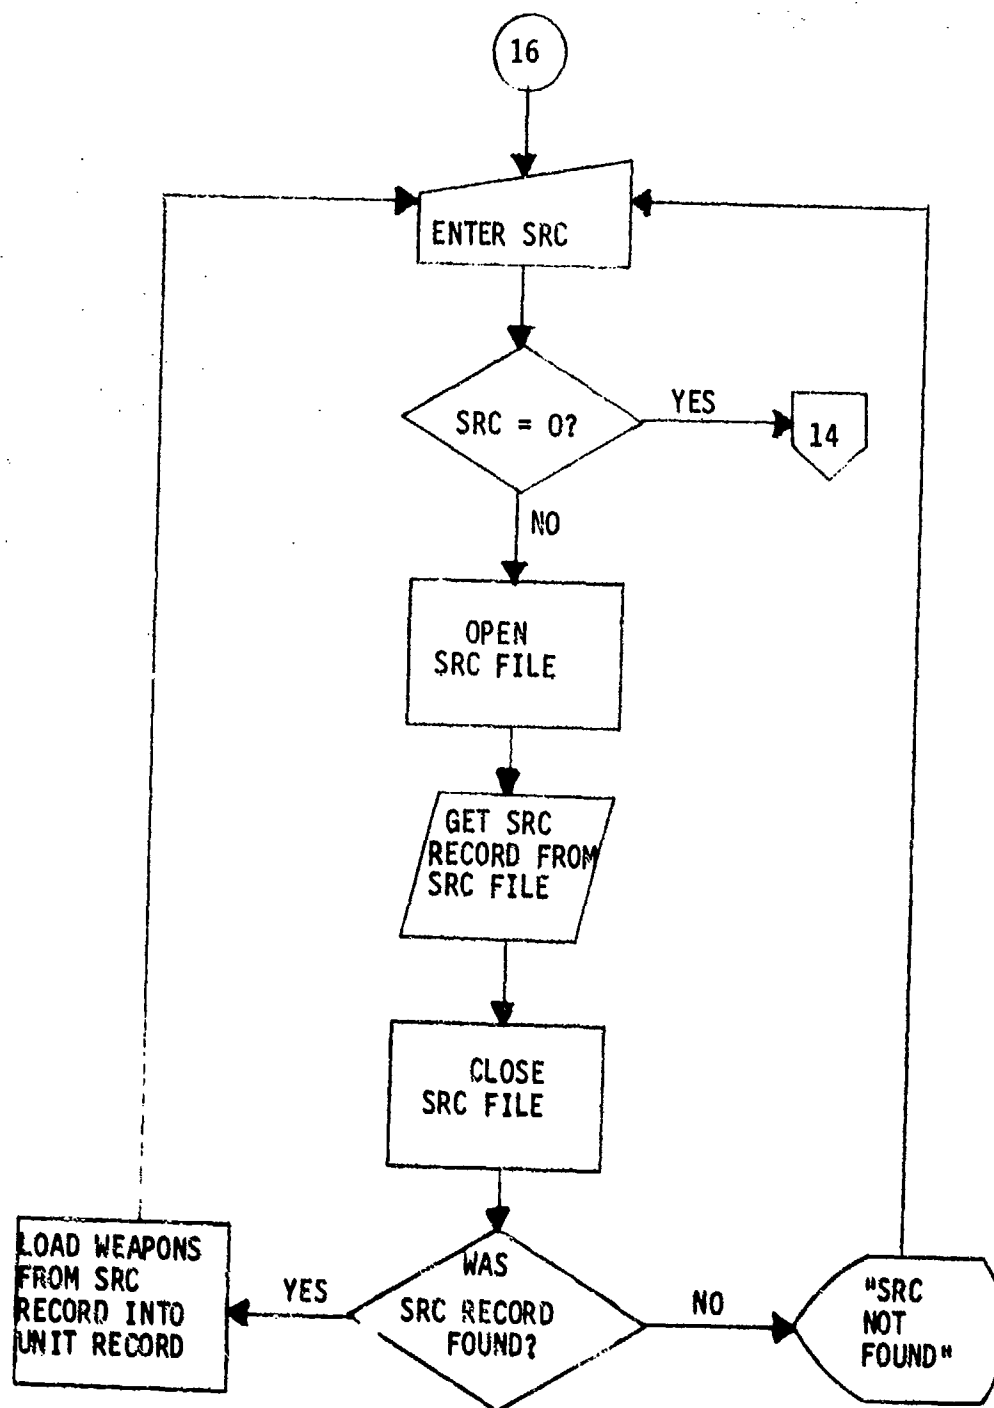 16
ENTER SRC
SRC = 0?
YES
14
NO
OPEN
SRC FILE
GET SRC
RECORD FROM
SRC FILE
CLOSE
SRC FILE
WAS
SRC RECORD
FOUND?
YES
LOAD WEAPONS
FROM SRC
RECORD INTO
UNIT RECORD
NO
"SRC
NOT
FOUND"